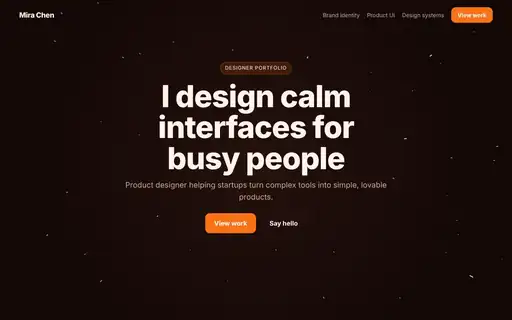 Mira Chen
Brand identity
Product UI
Design systems
View work
DESIGNER PORTFOLIO
I design calm
interfaces for
busy people
Product designer helping startups turn complex tools into simple, lovable
products.
View work
Say hello